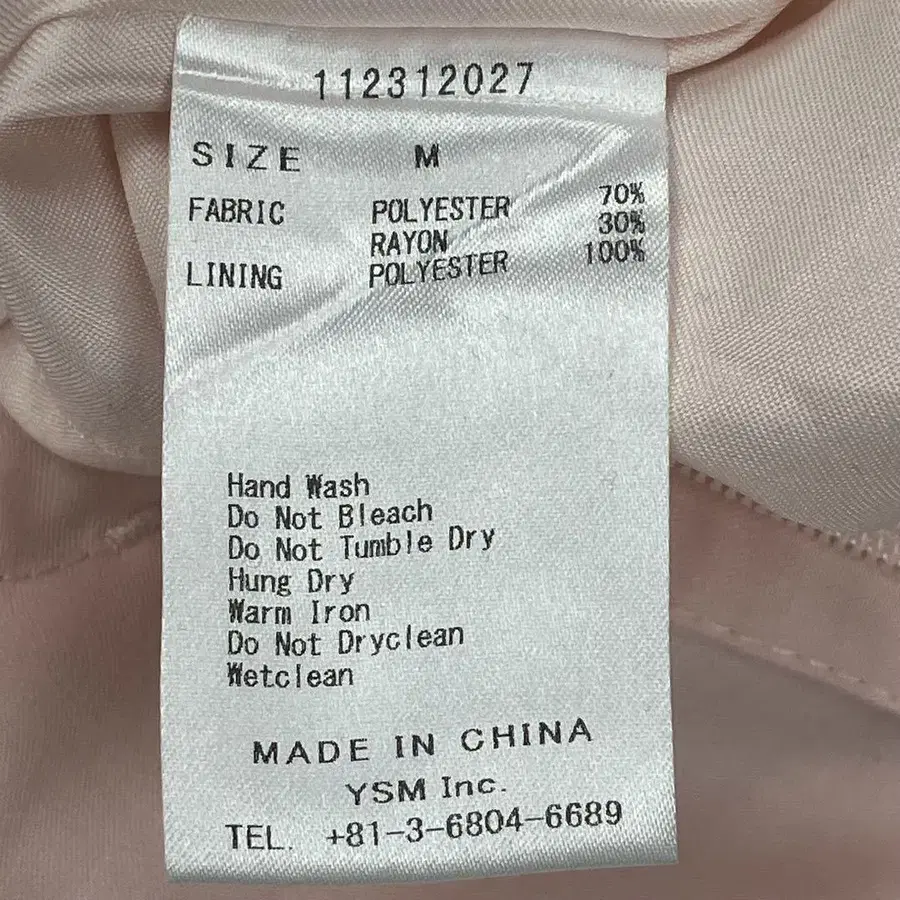 112312027
SIZE M
FABRIC POLYESTER 70%
RAYON 30%
LINING POLYESTER 100%
Hand Wash
Do Not Bleach
Do Not Tumble Dry
Hung Dry
Warm Iron
Do Not Dryclean
Wetclean
MADE IN CHINA
YSM Inc.
TEL. +81-3-6804-6689